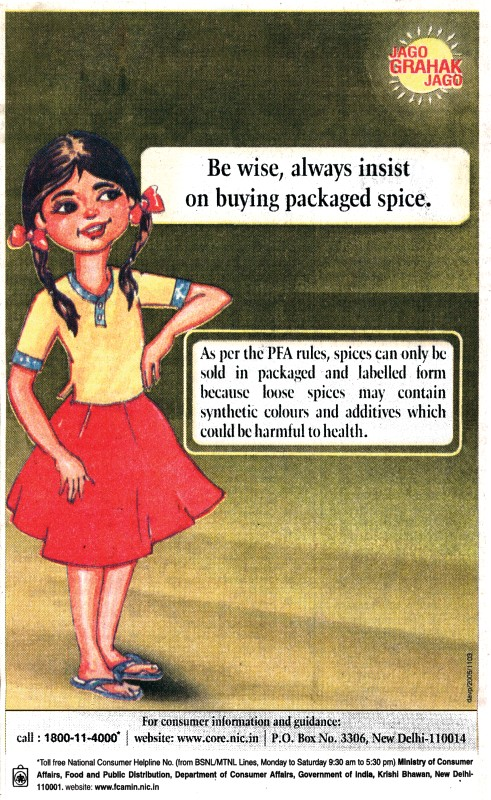 JAGO
GRAHAK
JAGO
Be wise, always insist
on buying packaged spice.
As per the PFA rules, spices can only be
sold in packaged and labelled form
because loose spices may contain
synthetic colours and additives which
could be harmful to health.
davp/2005/1103
For consumer information and guidance:
call : 1800-11-4000* | website: www.core.nic.in | P.O. Box No. 3306, New Delhi-110014
*Toll free National Consumer Helpline No. (from BSNL/MTNL Lines, Monday to Saturday 9:30 am to 5:30 pm) Ministry of Consumer
Affairs, Food and Public Distribution, Department of Consumer Affairs, Government of India, Krishi Bhawan, New Delhi-
110001. website: www.fcamin.nic.in